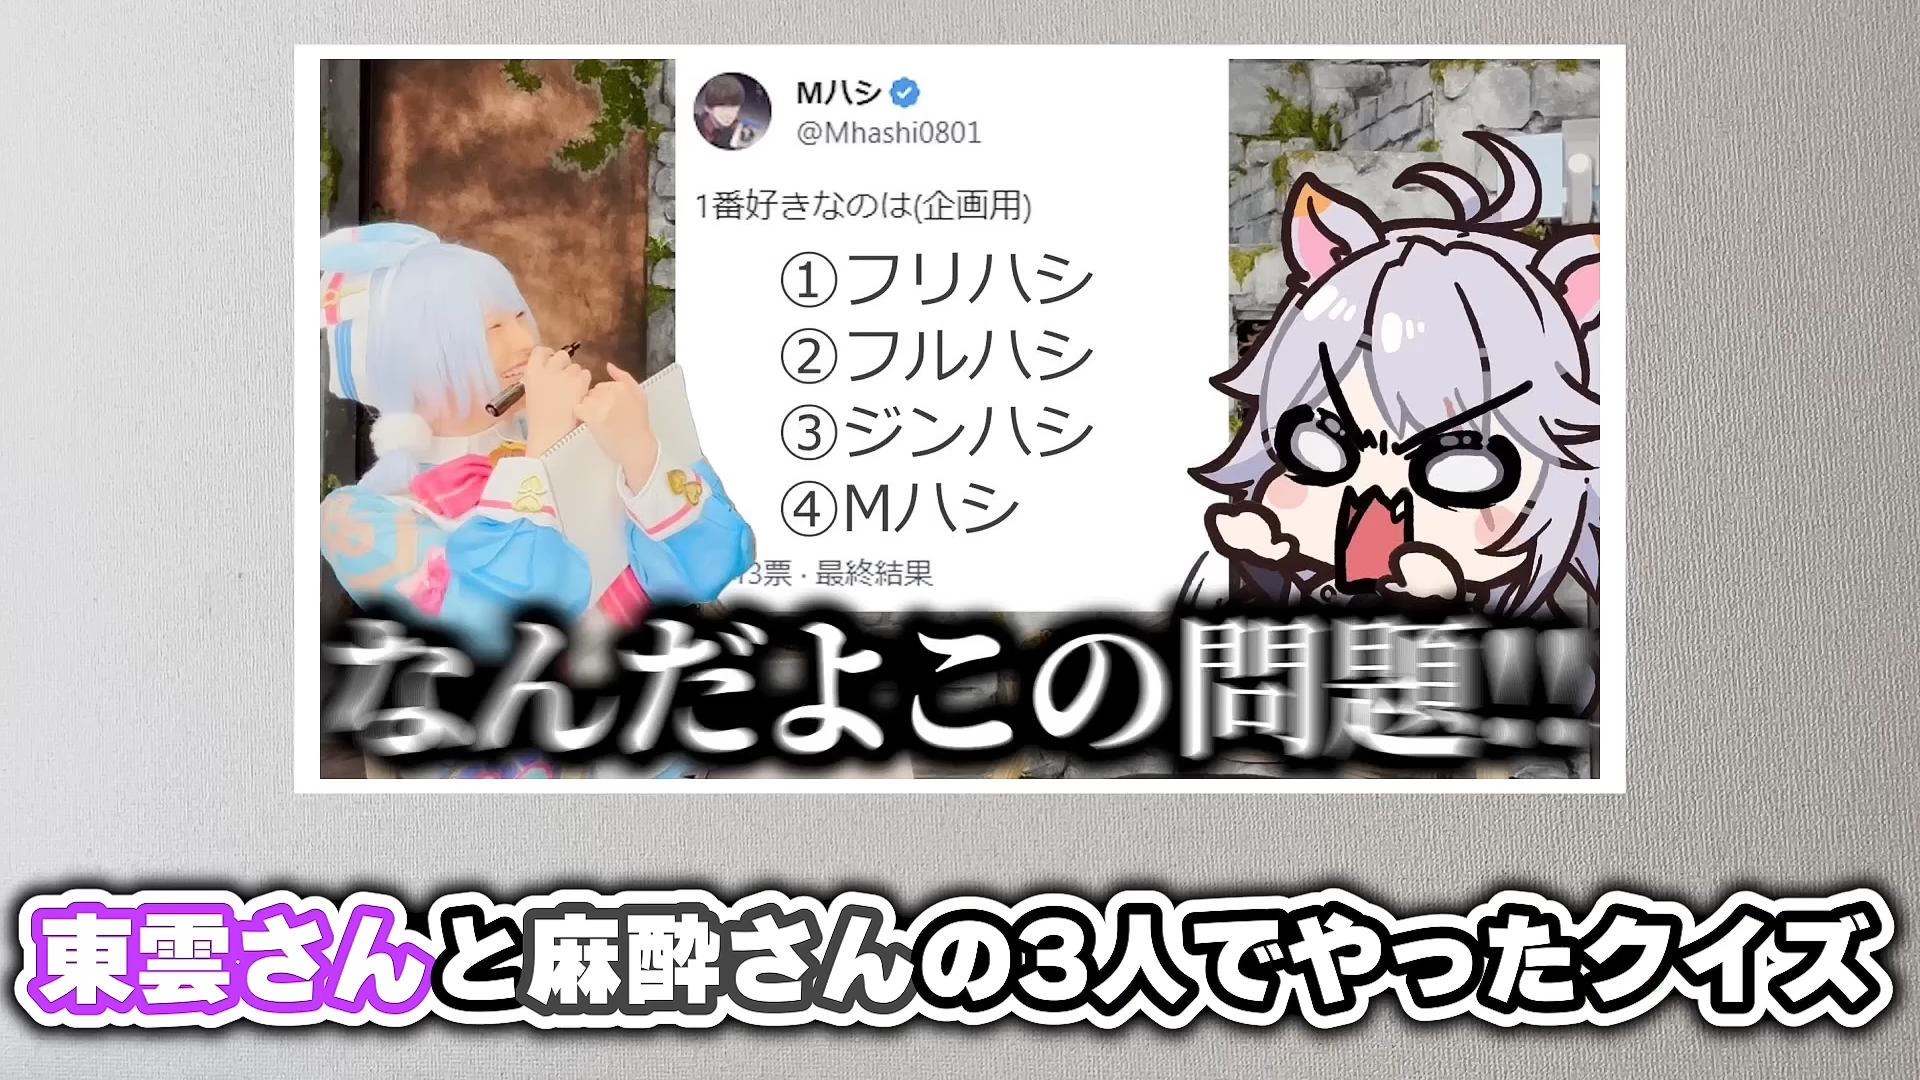 Mハシ
@Mhashi0801
1番好きなのは(企画用)
①フリハシ
②フルハシ
③ジンハシ
④Mハシ
票・最終結果
なんだよこの問題!!
東雲さんと麻酔さんの3人でやったクイズ